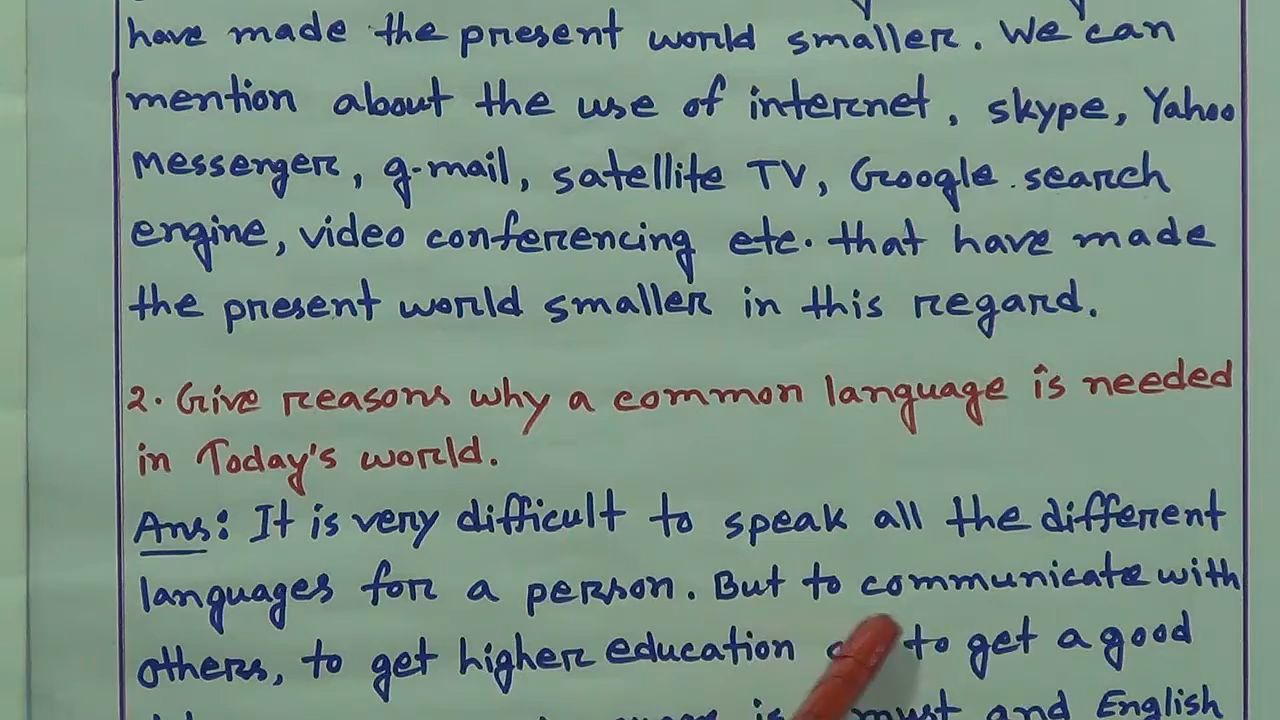 have made the present world smaller. We can
mention about the use of internet, skype, Yahoo
Messenger, g-mail, satellite TV, Google search
engine, video conferencing etc. that have made
the present world smaller in this regard.
2. Give reasons why a common language is needed
in Today's world.
Ans: It is very difficult to speak all the different
languages for a person. But to communicate with
others, to get higher education to get a good
is must and English